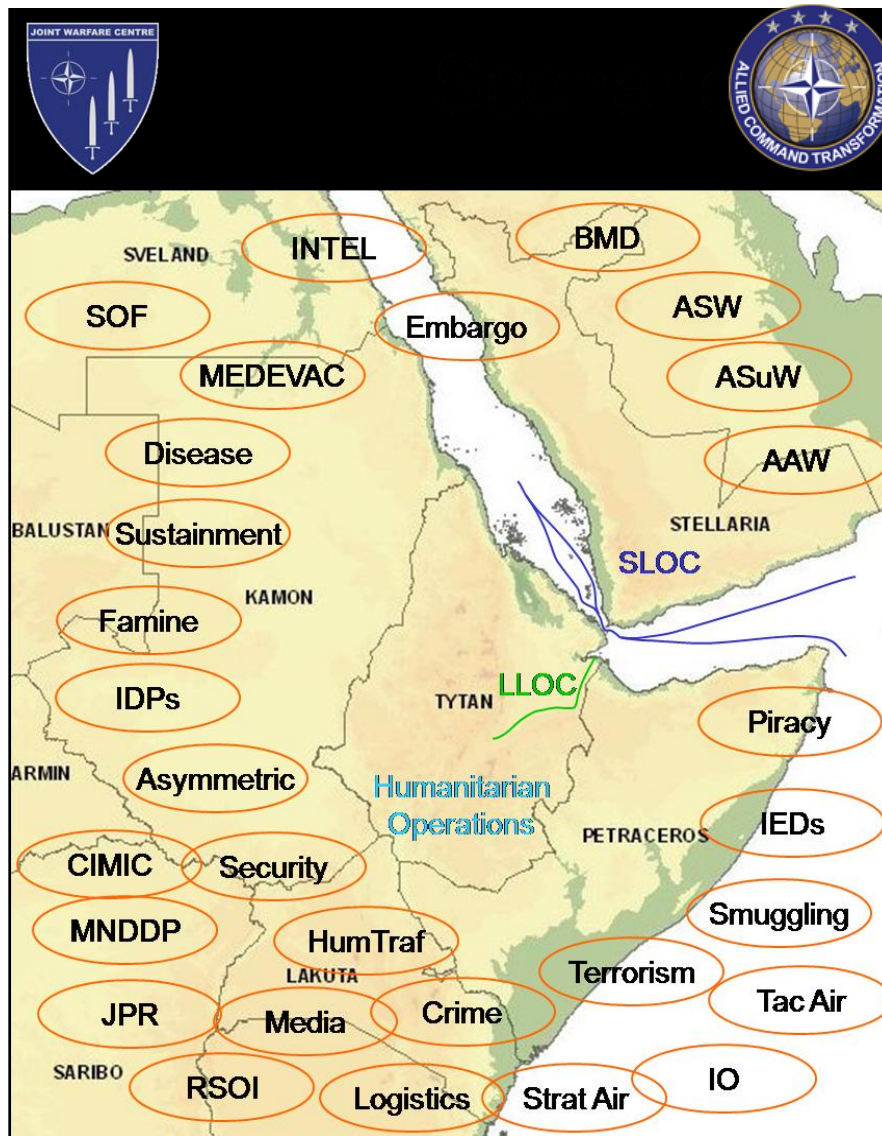 JOINT WARFARE CENTRE
ALLIED COMMAND TRANSFORMATION
SVELAND
INTEL
BMD
SOF
Embargo
ASW
MEDEVAC
ASuW
Disease
AAW
BALUSTAN
Sustainment
STELLARIA
SLOC
KAMON
Famine
IDPs
TYTAN
LLOC
Piracy
ARMIN
Asymmetric
Humanitarian
Operations
PETRACEROS
IEDs
CIMIC
Security
Smuggling
MNDDP
HumTraf
LAKUTA
Terrorism
Tac Air
JPR
Media
Crime
SARIBO
RSOI
Logistics
Strat Air
IO